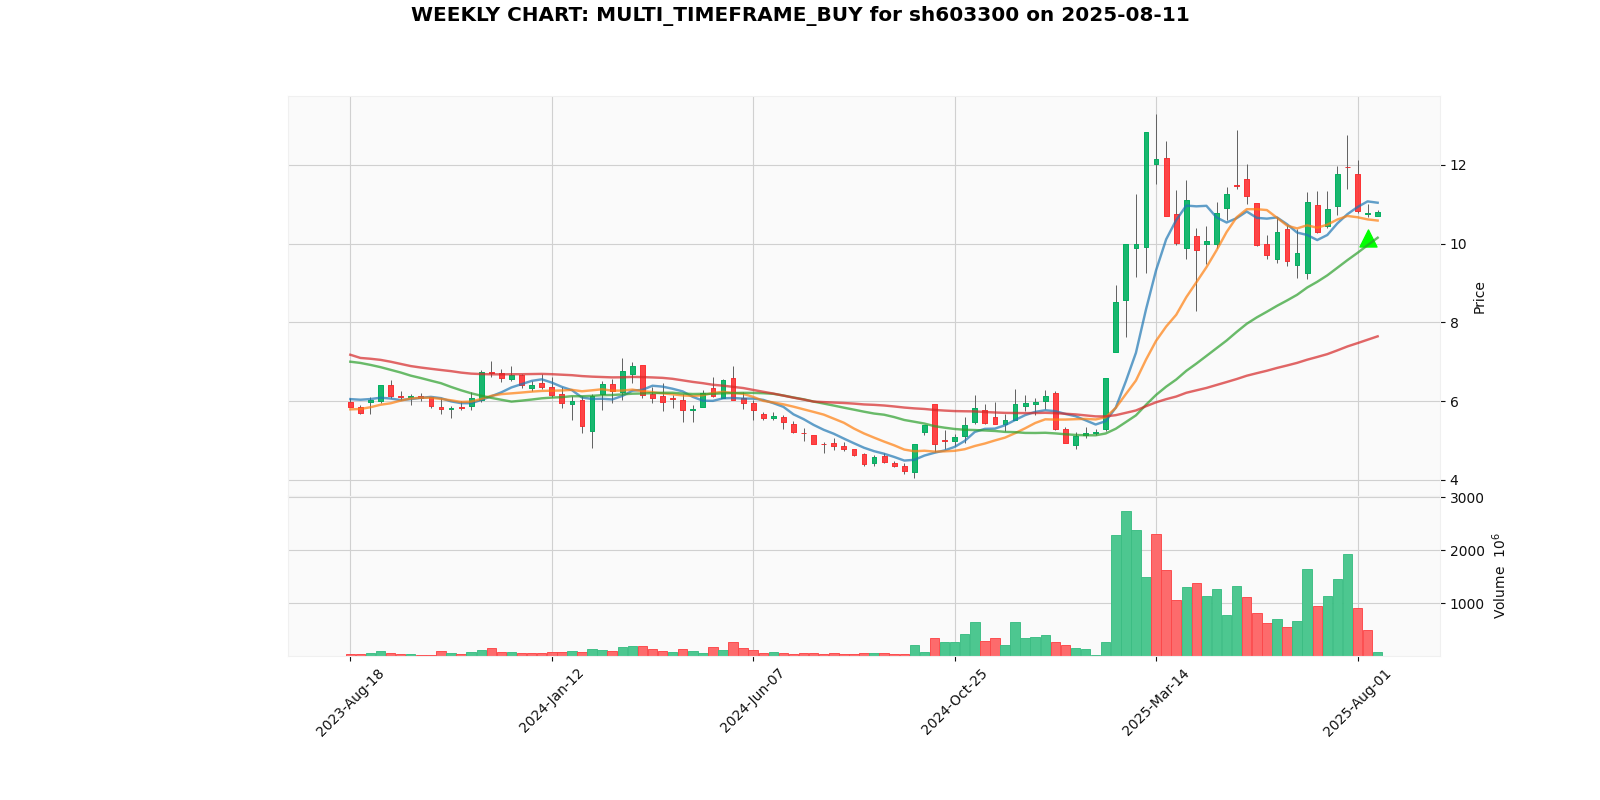 WEEKLY CHART: MULTI_TIMEFRAME_BUY for sh603300 on 2025-08-11
12
10
8
6
4
Price
3000
2000
1000
Volume 10^6
2023-Aug-18
2024-Jan-12
2024-Jun-07
2024-Oct-25
2025-Mar-14
2025-Aug-01